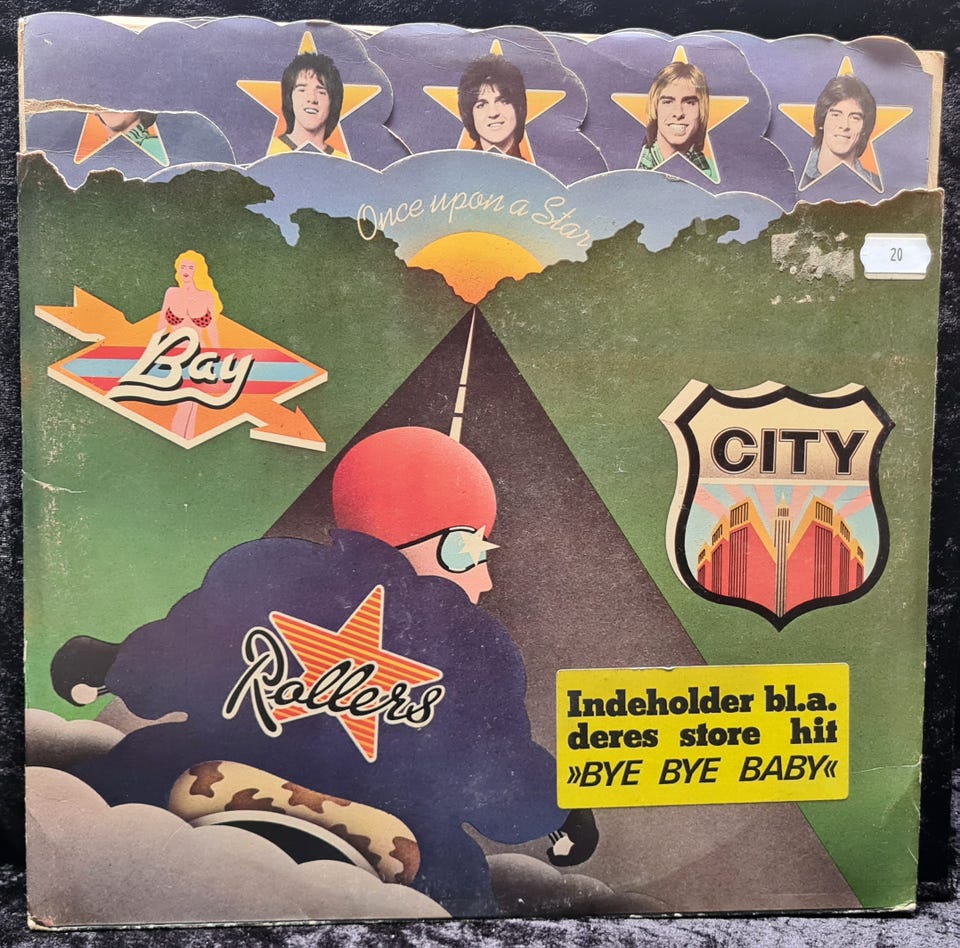 Once upon a Star
20
Bay
CITY
Rollers
Indeholder bl.a.
deres store hit
»BYE BYE BABY«